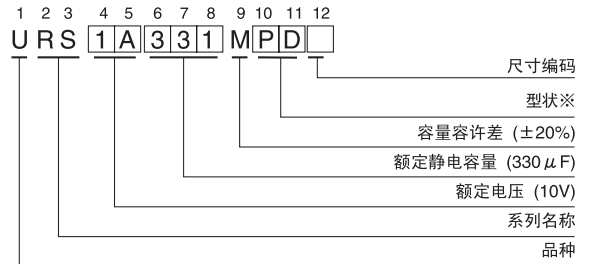 1 2 3 4 5 6 7 8 9 10 11 12
U R S 1 A 3 3 1 M P D
尺寸编码
型状※
容量容许差 (±20%)
额定静电容量 (330μF)
额定电压 (10V)
系列名称
品种